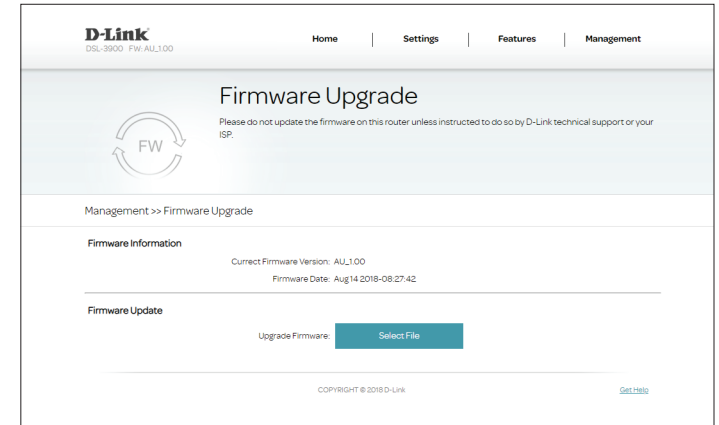 D-Link
DSL-3900 FW: AU_1.00
Home
Settings
Features
Management
Firmware Upgrade
Please do not update the firmware on this router unless instructed to do so by D-Link technical support or your
ISP.
FW
Management >> Firmware Upgrade
Firmware Information
Currect Firmware Version: AU_1.00
Firmware Date: Aug 14 2018-08:27:42
Firmware Update
Upgrade Firmware: Select File
COPYRIGHT © 2018 D-Link
Get Help